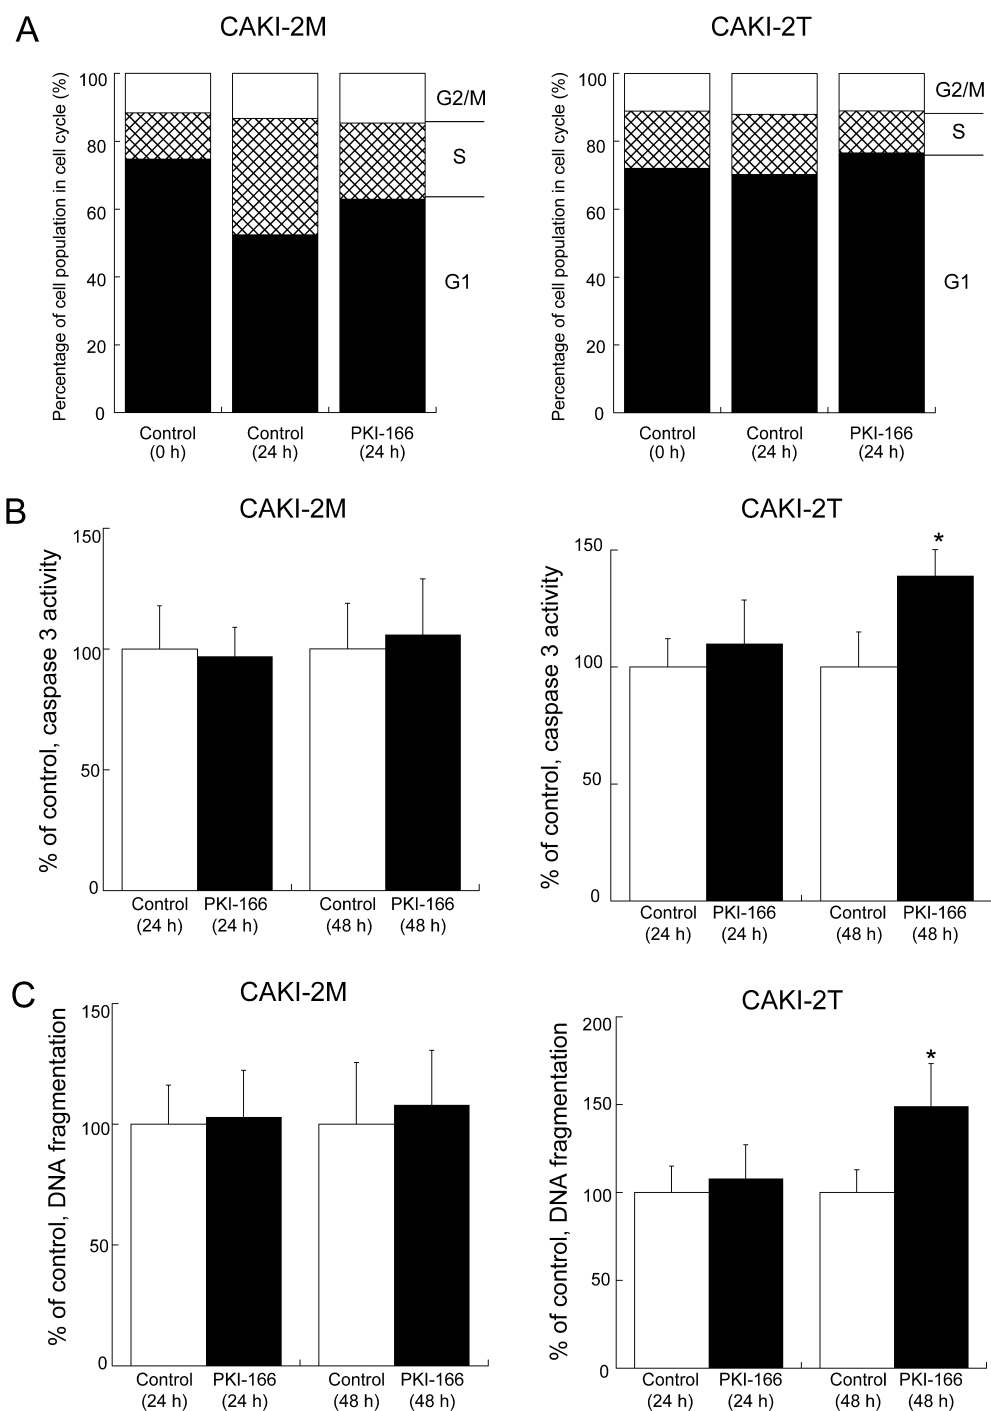 A
CAKI-2M
Percentage of cell population in cell cycle (%)
100
80
60
40
20
0
G2/M
S
G1
Control
(0 h)
Control
(24 h)
PKI-166
(24 h)
CAKI-2T
Percentage of cell population in cell cycle (%)
100
80
60
40
20
0
G2/M
S
G1
Control
(0 h)
Control
(24 h)
PKI-166
(24 h)
B
CAKI-2M
% of control, caspase 3 activity
150
100
50
0
Control
(24 h)
PKI-166
(24 h)
Control
(48 h)
PKI-166
(48 h)
CAKI-2T
% of control, caspase 3 activity
150
100
50
0
*
Control
(24 h)
PKI-166
(24 h)
Control
(48 h)
PKI-166
(48 h)
C
CAKI-2M
% of control, DNA fragmentation
150
100
50
0
Control
(24 h)
PKI-166
(24 h)
Control
(48 h)
PKI-166
(48 h)
CAKI-2T
% of control, DNA fragmentation
200
150
100
50
0
*
Control
(24 h)
PKI-166
(24 h)
Control
(48 h)
PKI-166
(48 h)